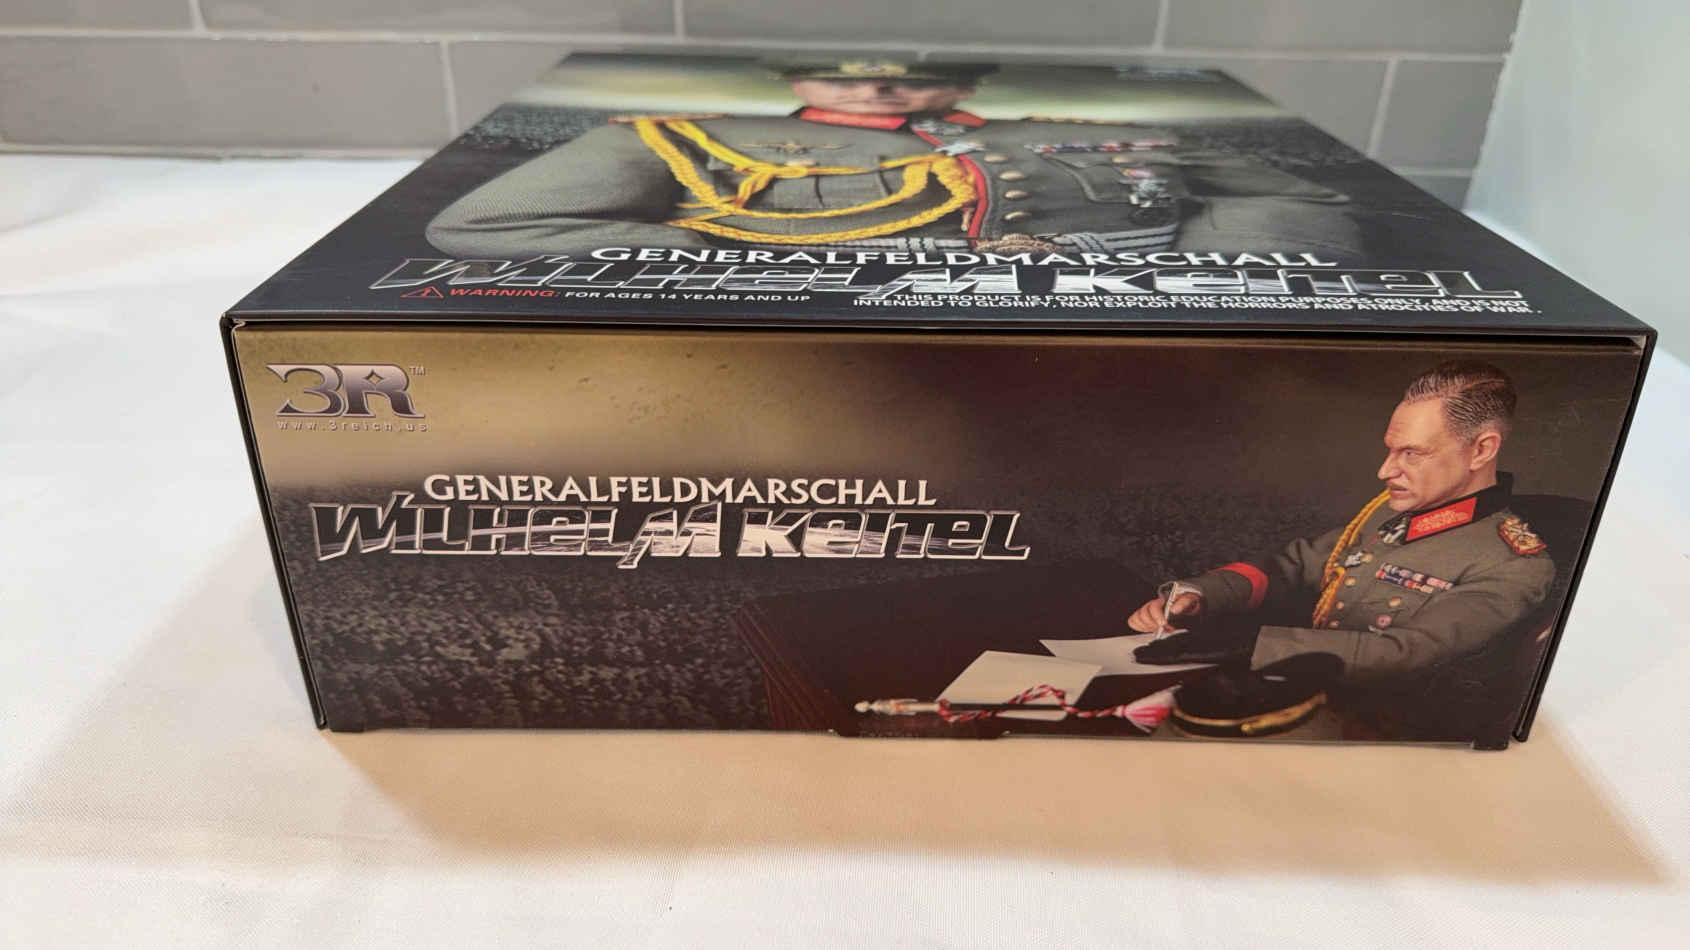 GENERALFELDMARSCHALL
WILHELM KEITEL
WARNING: FOR AGES 14 YEARS AND UP
THIS PRODUCT IS FOR HISTORIC EDUCATION PURPOSES ONLY, AND IS NOT
INTENDED TO GLORIFY, NOR EXPLOIT THE HORRORS AND ATROCITIES OF WAR.
3R™
www.3reich.us
GENERALFELDMARSCHALL
WILHELM KEITEL